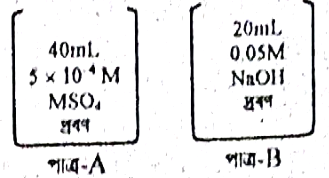 40mL
5 × 10⁻⁴ M
MSO₄
দ্রবণ
পাত্র-A
20mL
0.05M
NaOH
দ্রবণ
পাত্র-B